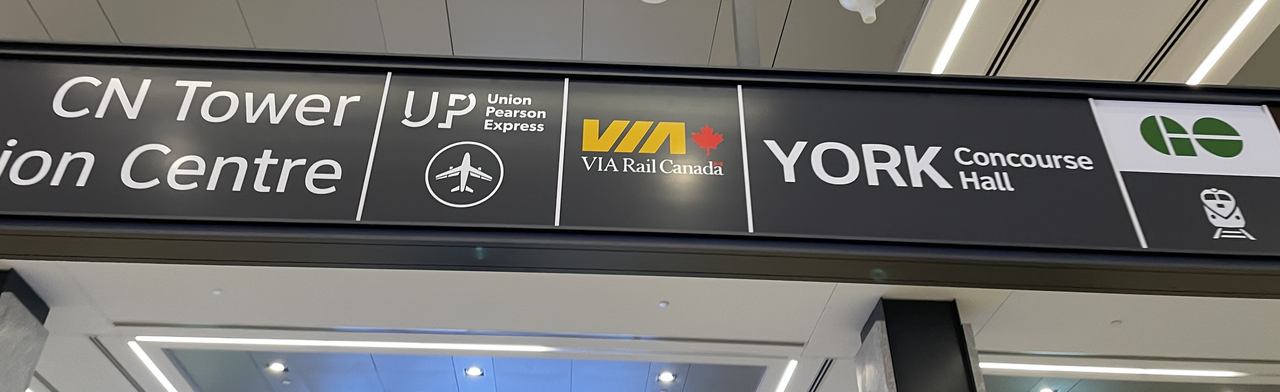 CN Tower
ion Centre
UP Union
Pearson
Express
VIA
VIA Rail Canada
YORK Concourse
Hall
GO